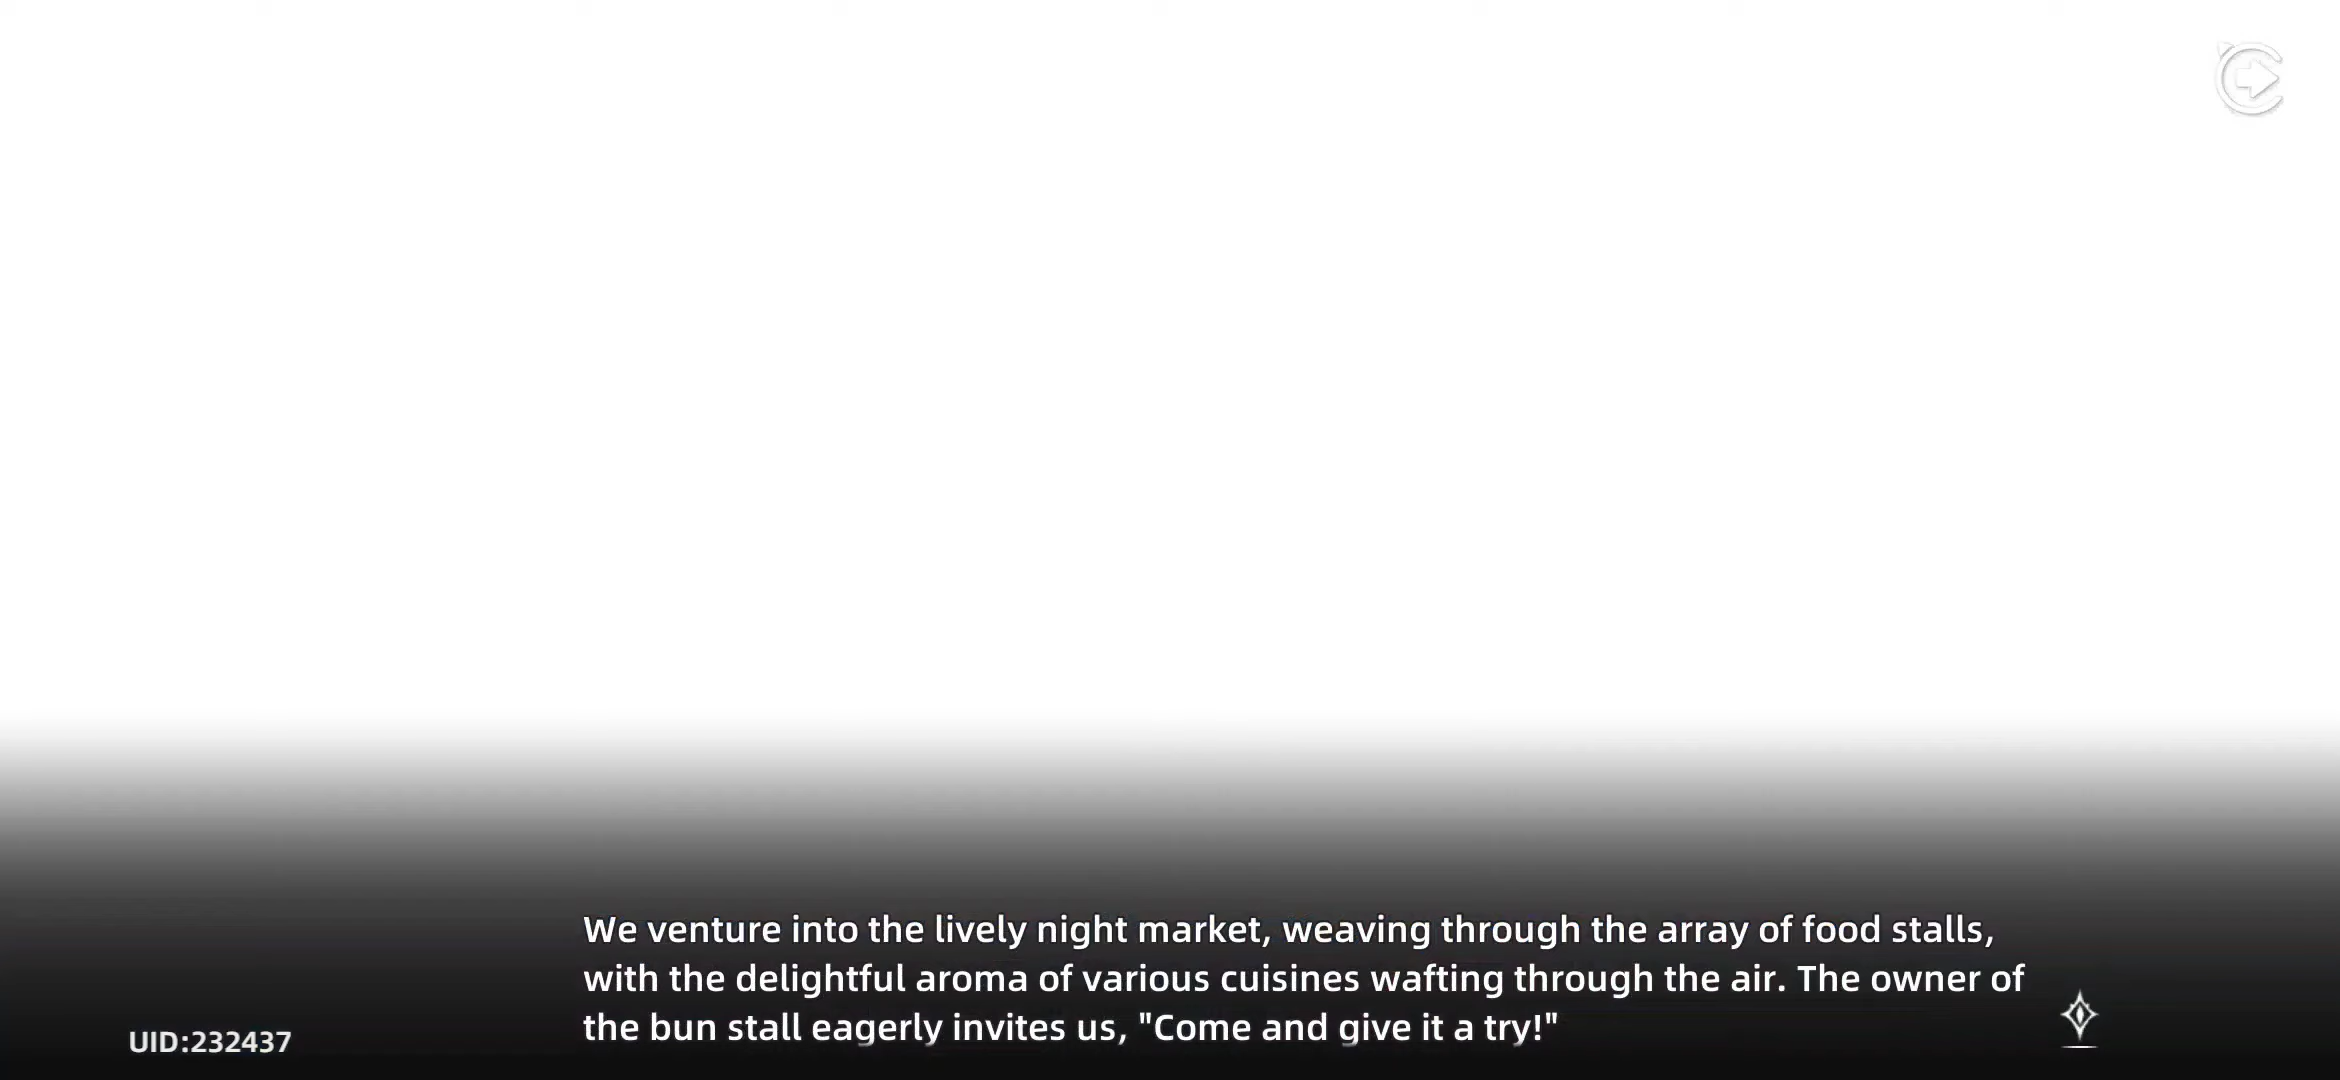 We venture into the lively night market, weaving through the array of food stalls,
with the delightful aroma of various cuisines wafting through the air. The owner of
the bun stall eagerly invites us, "Come and give it a try!"
UID:232437